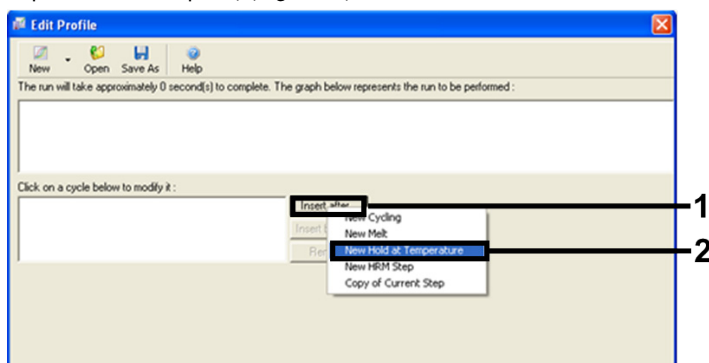 Edit Profile
New Open Save As Help
The run will take approximately 0 second(s) to complete. The graph below represents the run to be performed :
Click on a cycle below to modify it :
Insert after...
1
New Cycling
Insert
New Melt
New Hold at Temperature
2
New HRM Step
Copy of Current Step